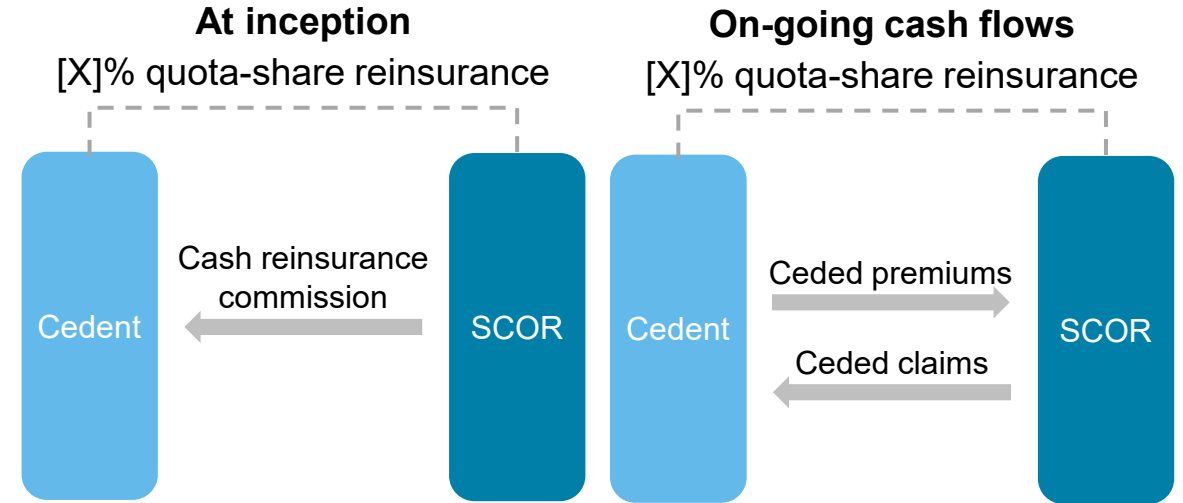 At inception
[X]% quota-share reinsurance
Cedent
Cash reinsurance
commission
SCOR
On-going cash flows
[X]% quota-share reinsurance
Cedent
Ceded premiums
Ceded claims
SCOR